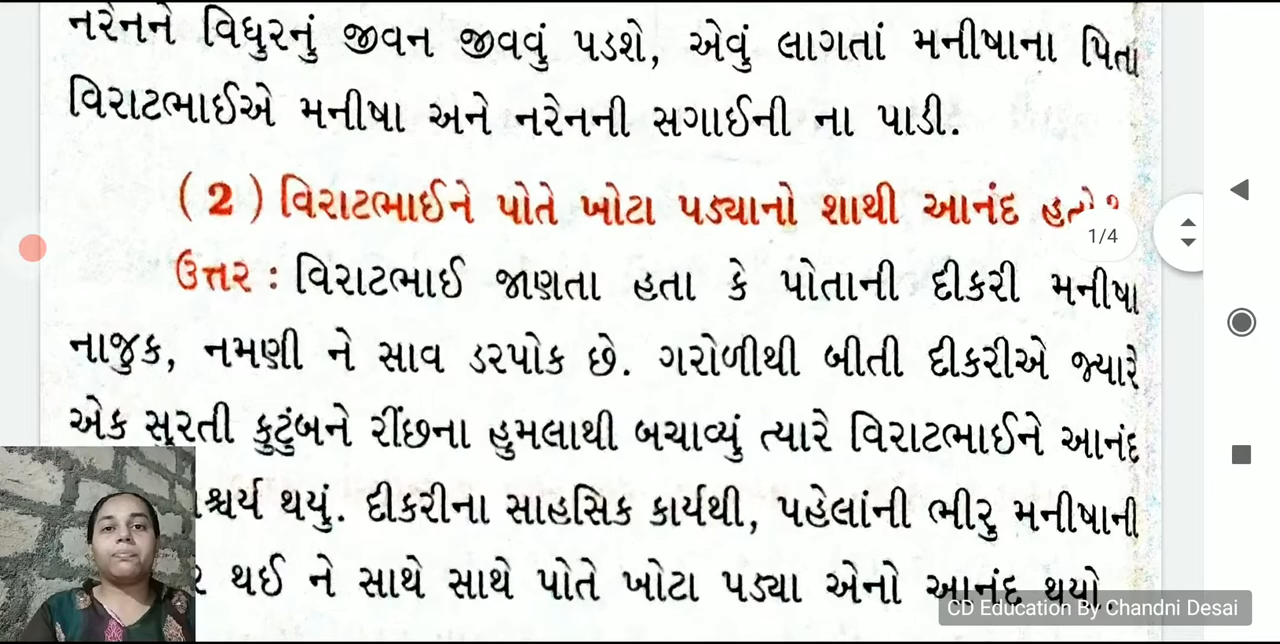 નરેનને વિધુરનું જીવન જીવવું પડશે, એવું લાગતાં મનીષાના પિતા
વિરાટભાઈએ મનીષા અને નરેનની સગાઈની ના પાડી.
(2) વિરાટભાઈને પોતે ખોટા પડ્યાનો શાથી આનંદ હતો?
1/4
ઉત્તર : વિરાટભાઈ જાણતા હતા કે પોતાની દીકરી મનીષા
નાજુક, નમણી ને સાવ ડરપોક છે. ગરોળીથી બીતી દીકરીએ જ્યારે
એક સૂરતી કુટુંબને રીંછના હુમલાથી બચાવ્યું ત્યારે વિરાટભાઈને આનંદ
થયું. દીકરીના સાહસિક કાર્યથી, પહેલાંની ભીરુ મનીષાની
થઈ ને સાથે સાથે પોતે ખોટા પડ્યા એનો આનંદ થયો.
CD Education By Chandni Desai